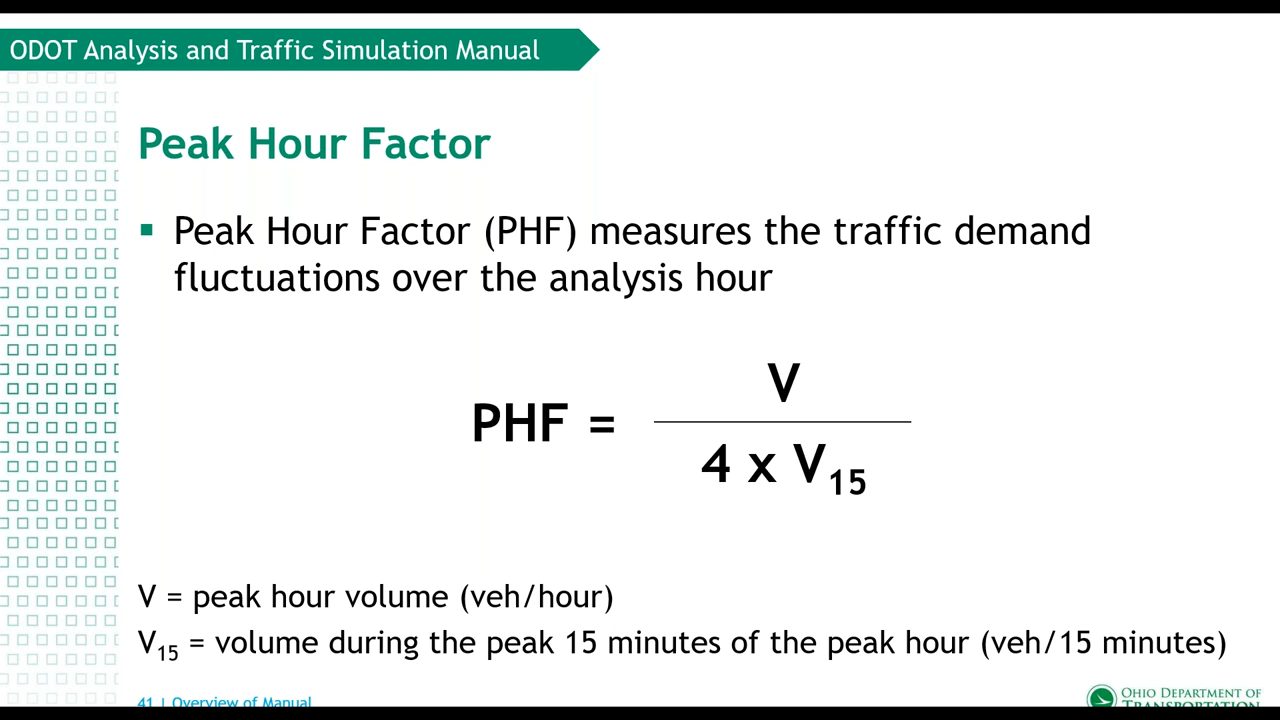 ODOT Analysis and Traffic Simulation Manual
Peak Hour Factor
▪ Peak Hour Factor (PHF) measures the traffic demand
fluctuations over the analysis hour
V
PHF =
4 x V15
V = peak hour volume (veh/hour)
V15 = volume during the peak 15 minutes of the peak hour (veh/15 minutes)
41 | Overview of Manual
OHIO DEPARTMENT OF
TRANSPORTATION